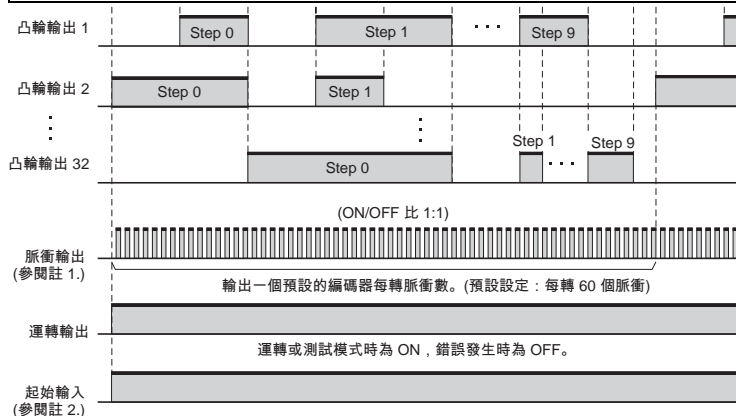 凸輪輸出 1
Step 0
Step 1
· · ·
Step 9
凸輪輸出 2
Step 0
Step 1
凸輪輸出 32
Step 0
Step 1
· · ·
Step 9
(ON/OFF 比 1:1)
脈衝輸出
(參閱註 1.)
輸出一個預設的編碼器每轉脈衝數。(預設設定：每轉 60 個脈衝)
運轉輸出
運轉或測試模式時為 ON，錯誤發生時為 OFF。
起始輸入
(參閱註 2.)